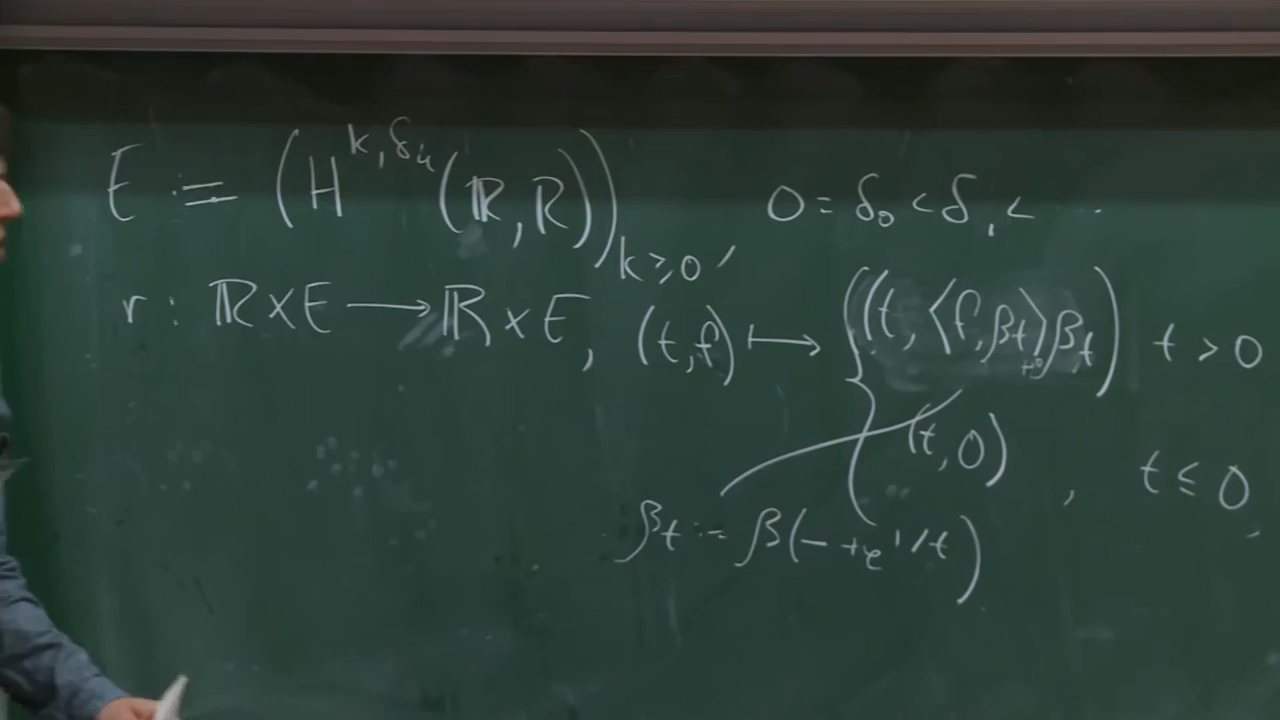 E := (H^{k,δ_k}(ℝ,ℝ))_{k≥0}, 0 = δ_0 < δ_1 < ...
r: ℝ×E ⟶ ℝ×E, (t,f) ⟼ { (t, ⟨f,β_t⟩β_t) t > 0
(t,0) , t ≤ 0
β_t := β(− + e^{1/t})